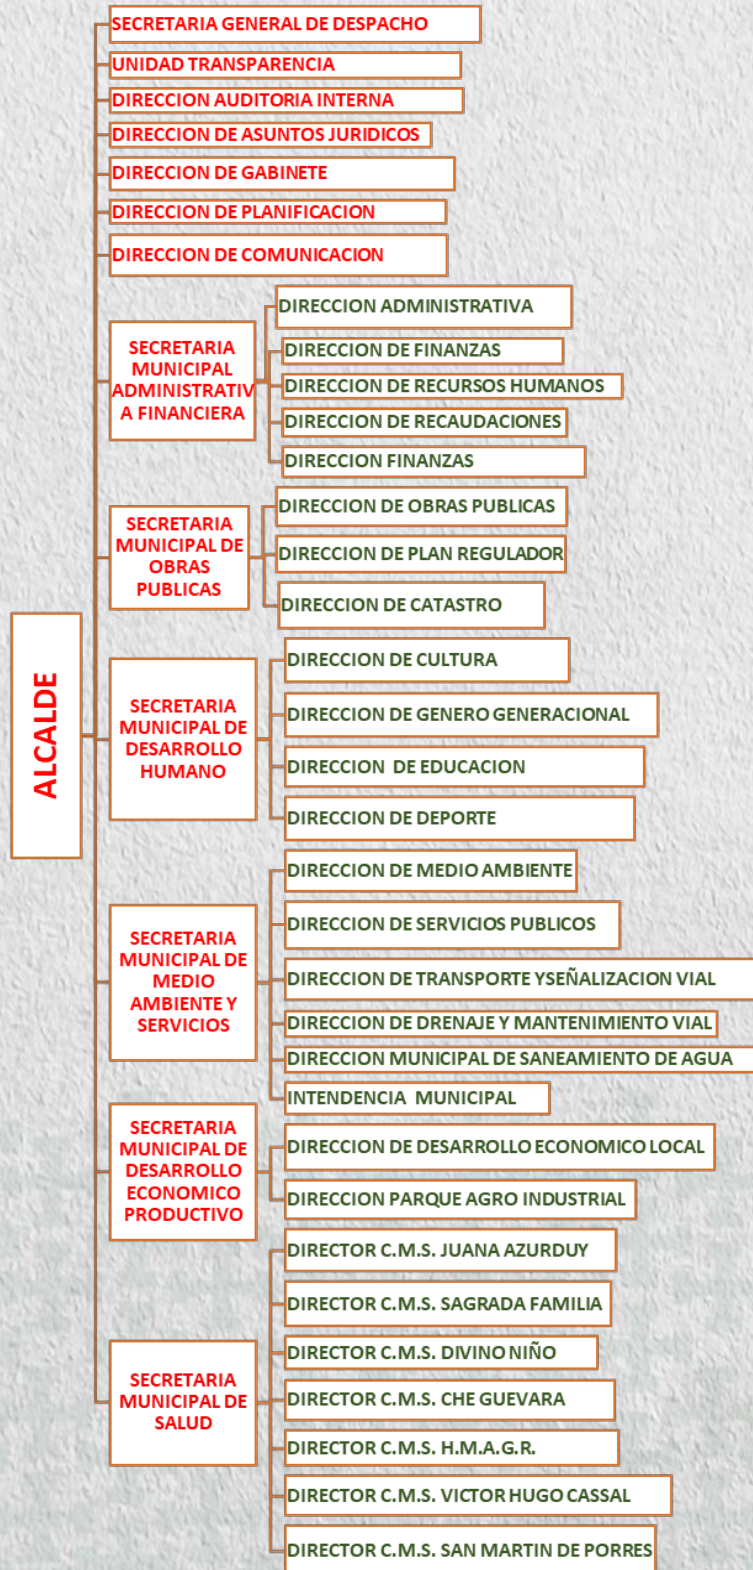 SECRETARIA GENERAL DE DESPACHO
UNIDAD TRANSPARENCIA
DIRECCION AUDITORIA INTERNA
DIRECCION DE ASUNTOS JURIDICOS
DIRECCION DE GABINETE
DIRECCION DE PLANIFICACION
DIRECCION DE COMUNICACION
SECRETARIA
MUNICIPAL
ADMINISTRATIV
A FINANCIERA
DIRECCION ADMINISTRATIVA
DIRECCION DE FINANZAS
DIRECCION DE RECURSOS HUMANOS
DIRECCION DE RECAUDACIONES
DIRECCION FINANZAS
SECRETARIA
MUNICIPAL DE
OBRAS
PUBLICAS
DIRECCION DE OBRAS PUBLICAS
DIRECCION DE PLAN REGULADOR
DIRECCION DE CATASTRO
ALCALDE
SECRETARIA
MUNICIPAL DE
DESARROLLO
HUMANO
DIRECCION DE CULTURA
DIRECCION DE GENERO GENERACIONAL
DIRECCION  DE EDUCACION
DIRECCION DE DEPORTE
SECRETARIA
MUNICIPAL DE
MEDIO
AMBIENTE Y
SERVICIOS
DIRECCION DE MEDIO AMBIENTE
DIRECCION DE SERVICIOS PUBLICOS
DIRECCION DE TRANSPORTE YSEÑALIZACION VIAL
DIRECCION DE DRENAJE Y MANTENIMIENTO VIAL
DIRECCION MUNICIPAL DE SANEAMIENTO DE AGUA
INTENDENCIA  MUNICIPAL
SECRETARIA
MUNICIPAL DE
DESARROLLO
ECONOMICO
PRODUCTIVO
DIRECCION DE DESARROLLO ECONOMICO LOCAL
DIRECCION PARQUE AGRO INDUSTRIAL
SECRETARIA
MUNICIPAL DE
SALUD
DIRECTOR C.M.S. JUANA AZURDUY
DIRECTOR C.M.S. SAGRADA FAMILIA
DIRECTOR C.M.S. DIVINO NIÑO
DIRECTOR C.M.S. CHE GUEVARA
DIRECTOR C.M.S. H.M.A.G.R.
DIRECTOR C.M.S. VICTOR HUGO CASSAL
DIRECTOR C.M.S. SAN MARTIN DE PORRES